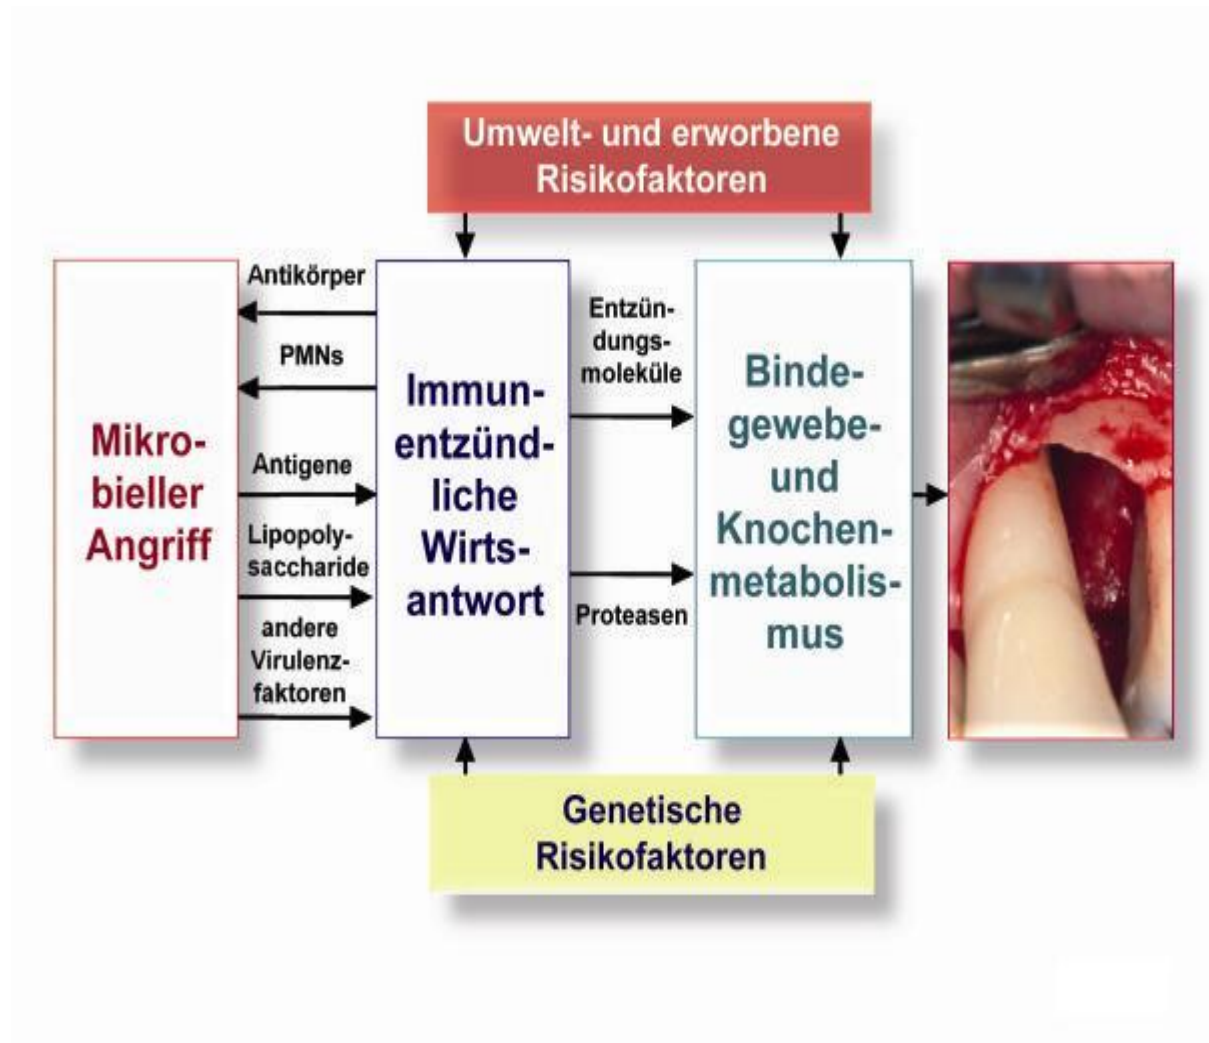 Umwelt- und erworbene
Risikofaktoren
Mikro-
bieller
Angriff
Antikörper
PMNs
Antigene
Lipopoly-
saccharide
andere
Virulenz-
faktoren
Immun-
entzünd-
liche
Wirts-
antwort
Entzün-
dungs-
moleküle
Proteasen
Binde-
gewebe-
und
Knochen-
metabolis-
mus
Genetische
Risikofaktoren